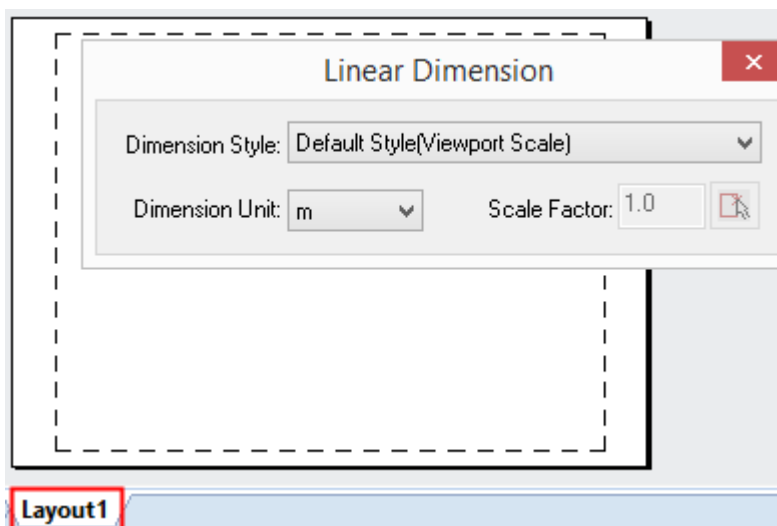 Linear Dimension
Dimension Style: Default Style(Viewport Scale)
Dimension Unit: m Scale Factor: 1.0
Layout1